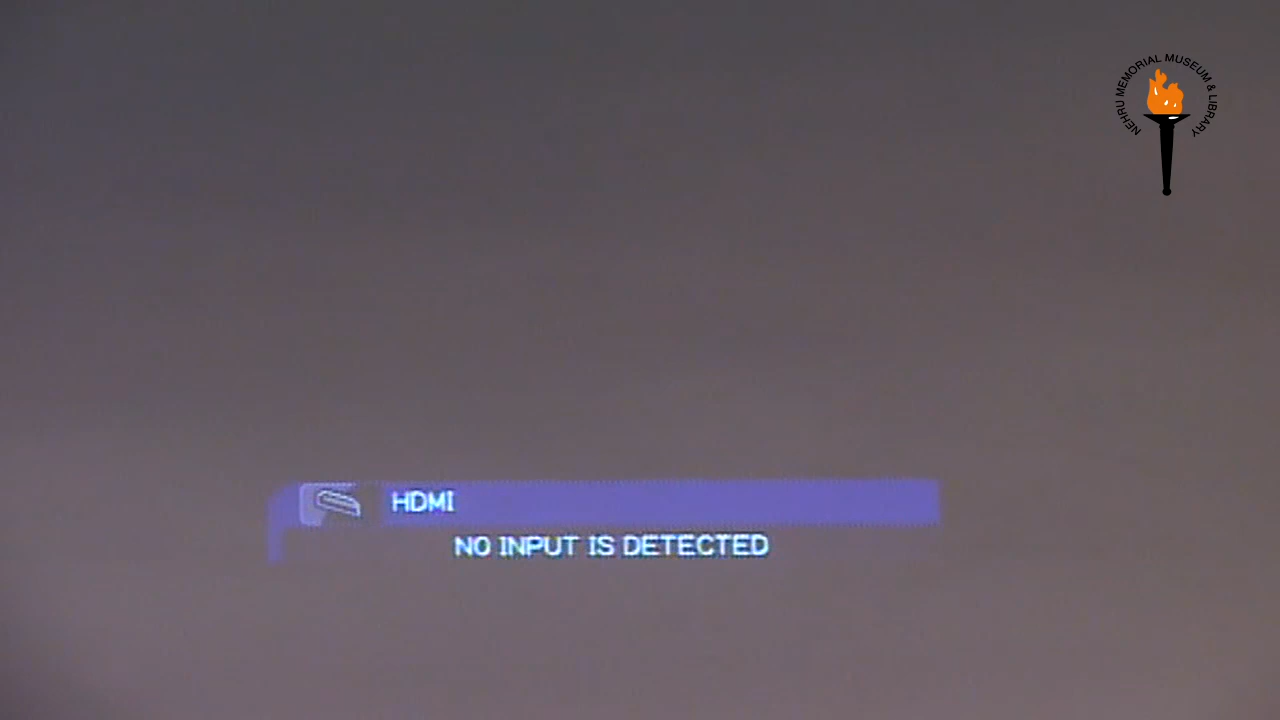 NEHRU MEMORIAL MUSEUM & LIBRARY
HDMI
NO INPUT IS DETECTED